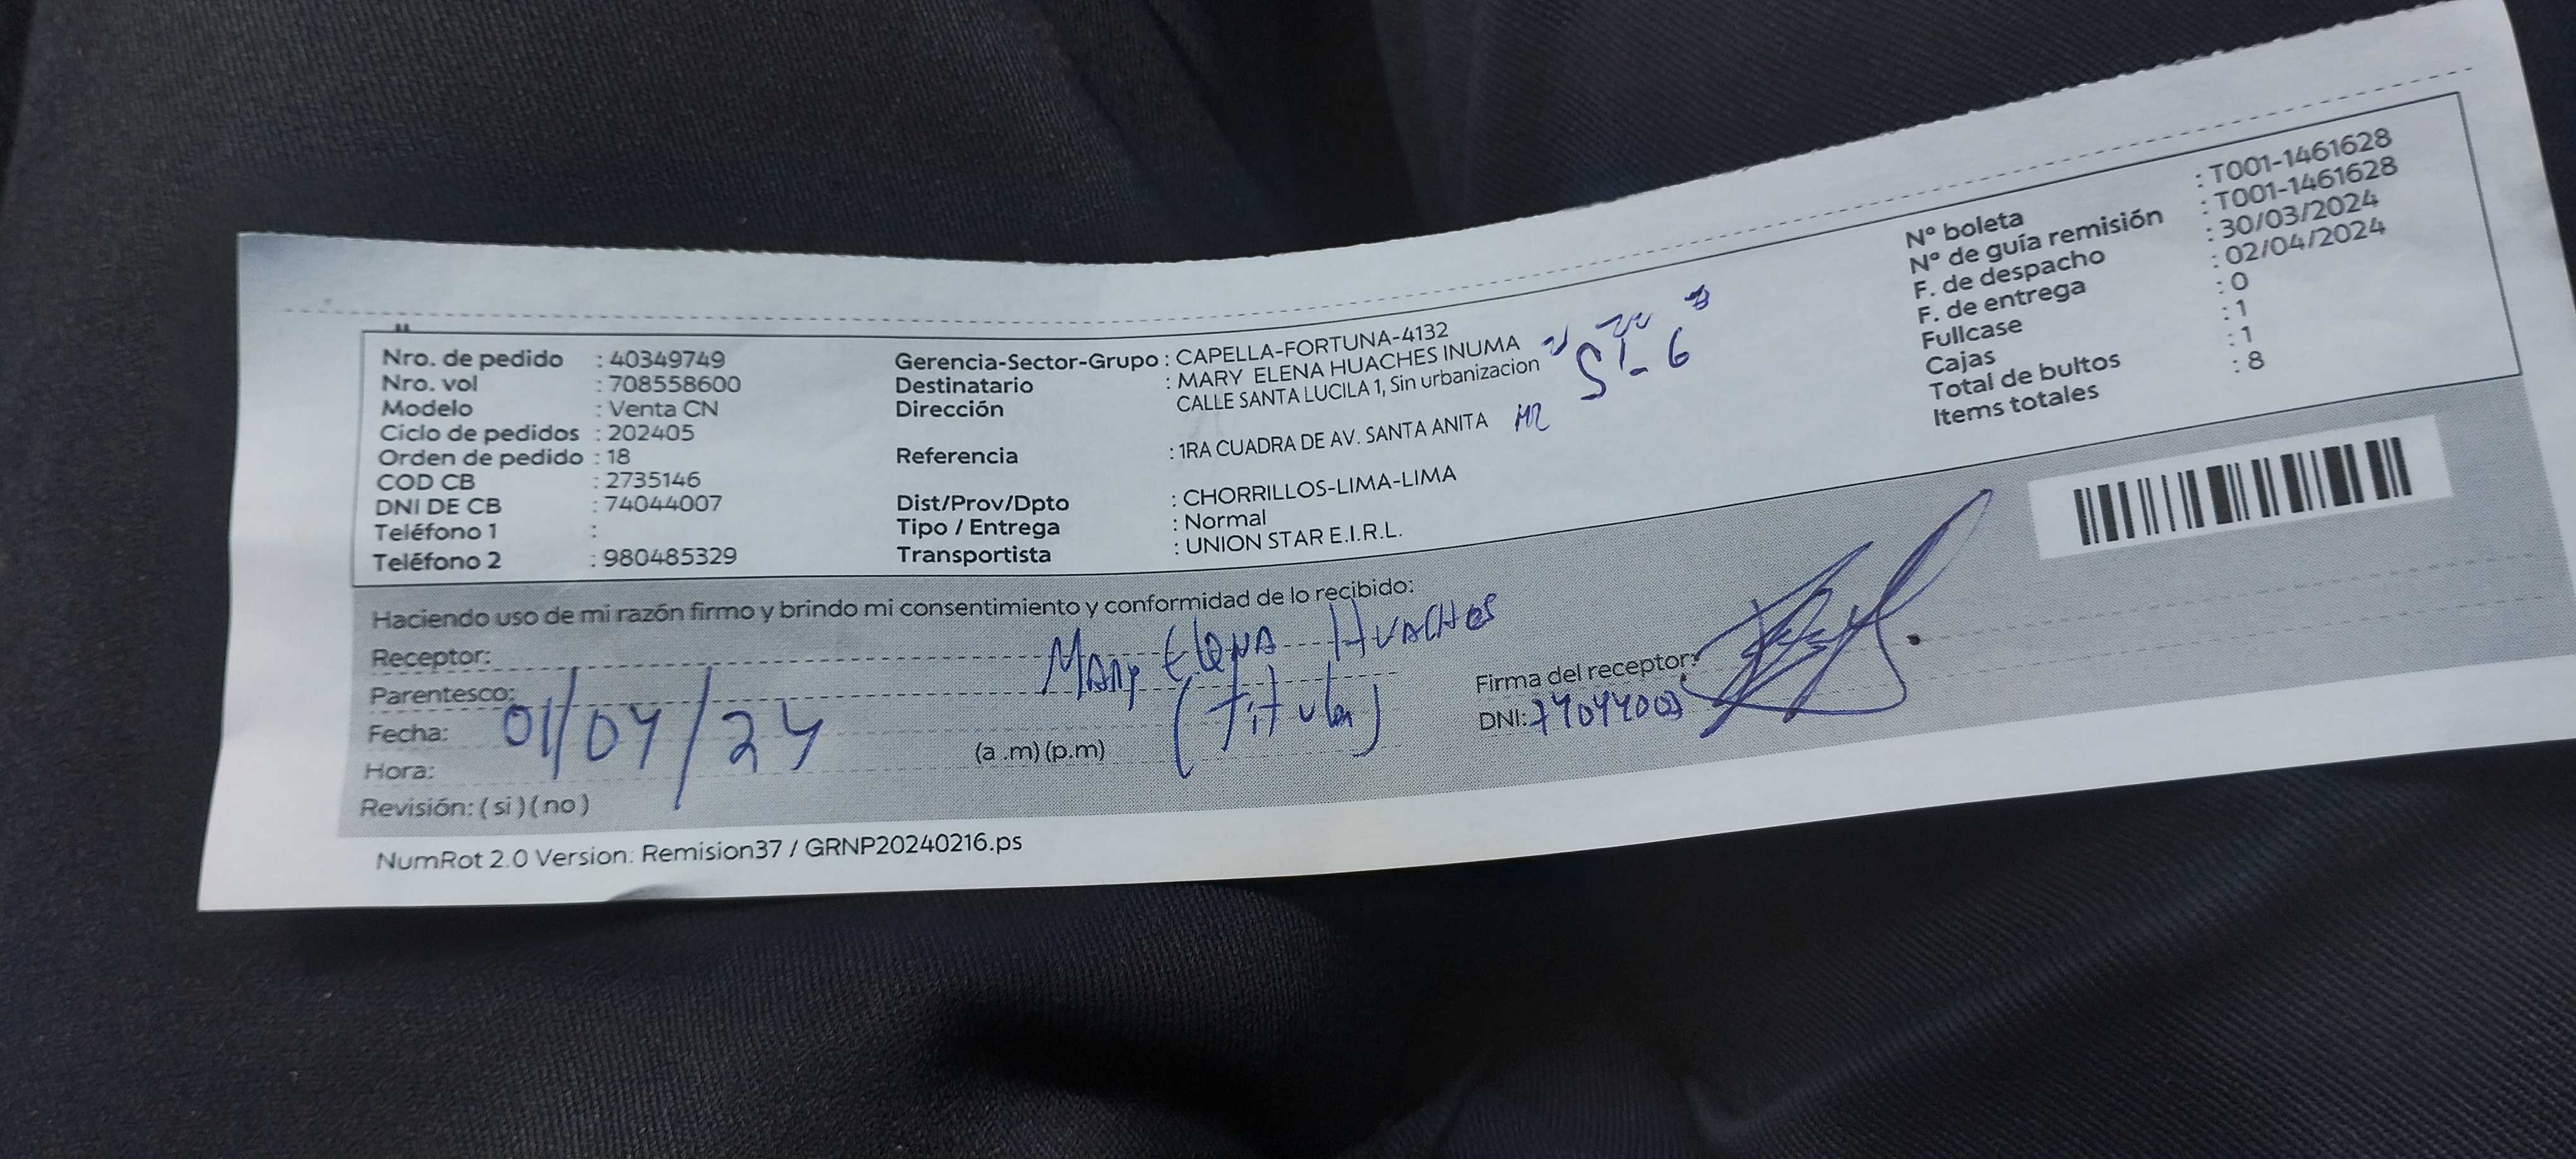 Nro. de pedido : 40349749
Nro. vol : 708558600
Modelo : Venta CN
Ciclo de pedidos : 202405
Orden de pedido : 18
COD CB : 2735146
DNI DE CB : 74044007
Teléfono 1 :
Teléfono 2 : 980485329
Gerencia-Sector-Grupo : CAPELLA-FORTUNA-4132
Destinatario : MARY ELENA HUACHES INUMA
Dirección CALLE SANTA LUCILA 1, Sin urbanizacion
Referencia : 1RA CUADRA DE AV. SANTA ANITA
Dist/Prov/Dpto : CHORRILLOS-LIMA-LIMA
Tipo / Entrega : Normal
Transportista : UNION STAR E.I.R.L.
N° boleta : T001-1461628
N° de guía remisión : T001-1461628
F. de despacho : 30/03/2024
F. de entrega : 02/04/2024
Fullcase : 0
Cajas : 1
Total de bultos : 1
Items totales : 8
Haciendo uso de mi razón firmo y brindo mi consentimiento y conformidad de lo recibido:
Receptor: Mary Elena Huaches
Parentesco: (titular)
Fecha: 01/04/24
Hora: (a .m) (p.m)
Revisión: ( si ) ( no )
Firma del receptor:
DNI:
NumRot 2.0 Version: Remision37 / GRNP20240216.ps